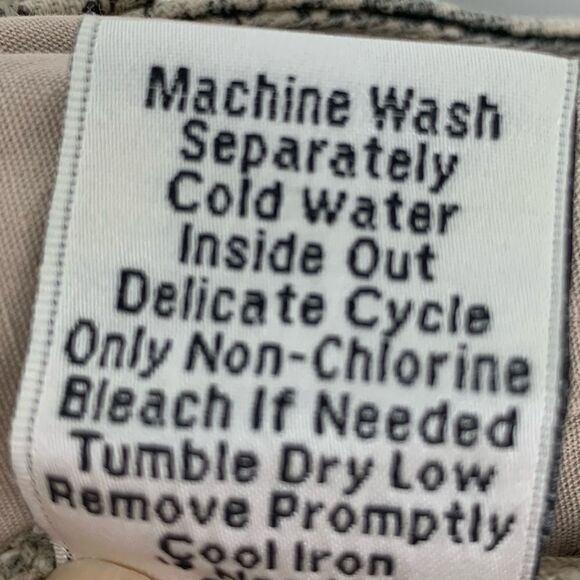 Machine Wash
Separately
Cold Water
Inside Out
Delicate Cycle
Only Non-Chlorine
Bleach If Needed
Tumble Dry Low
Remove Promptly
Cool Iron